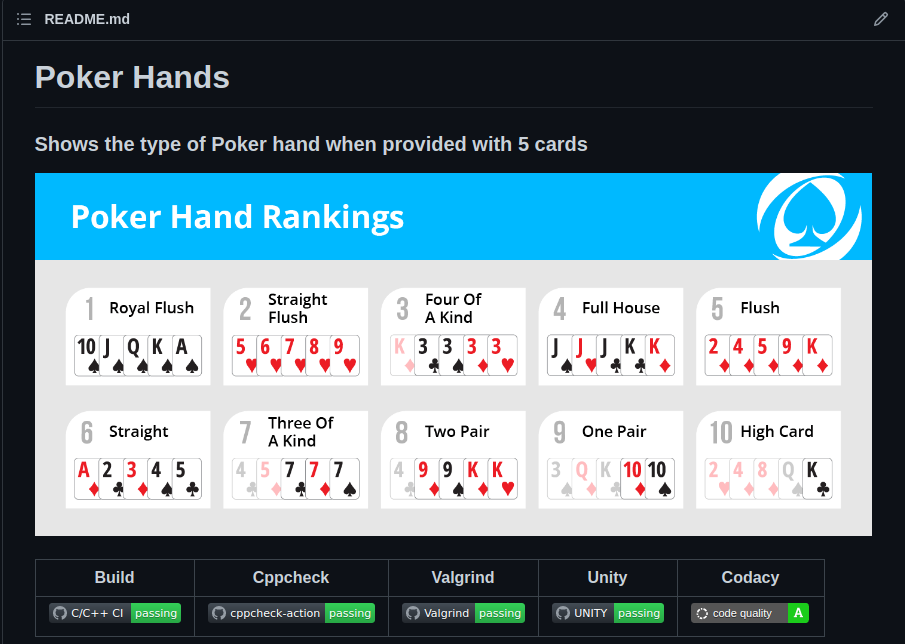 README.md
Poker Hands
Shows the type of Poker hand when provided with 5 cards
Poker Hand Rankings
1 Royal Flush
10 J Q K A
2 Straight Flush
5 6 7 8 9
3 Four Of A Kind
K 3 3 3 3
4 Full House
J J J K K
5 Flush
2 4 5 9 K
6 Straight
A 2 3 4 5
7 Three Of A Kind
4 5 7 7 7
8 Two Pair
4 9 9 K K
9 One Pair
3 Q K 10 10
10 High Card
2 4 8 Q K
Build Cppcheck Valgrind Unity Codacy
C/C++ CI passing cppcheck-action passing Valgrind passing UNITY passing code quality A